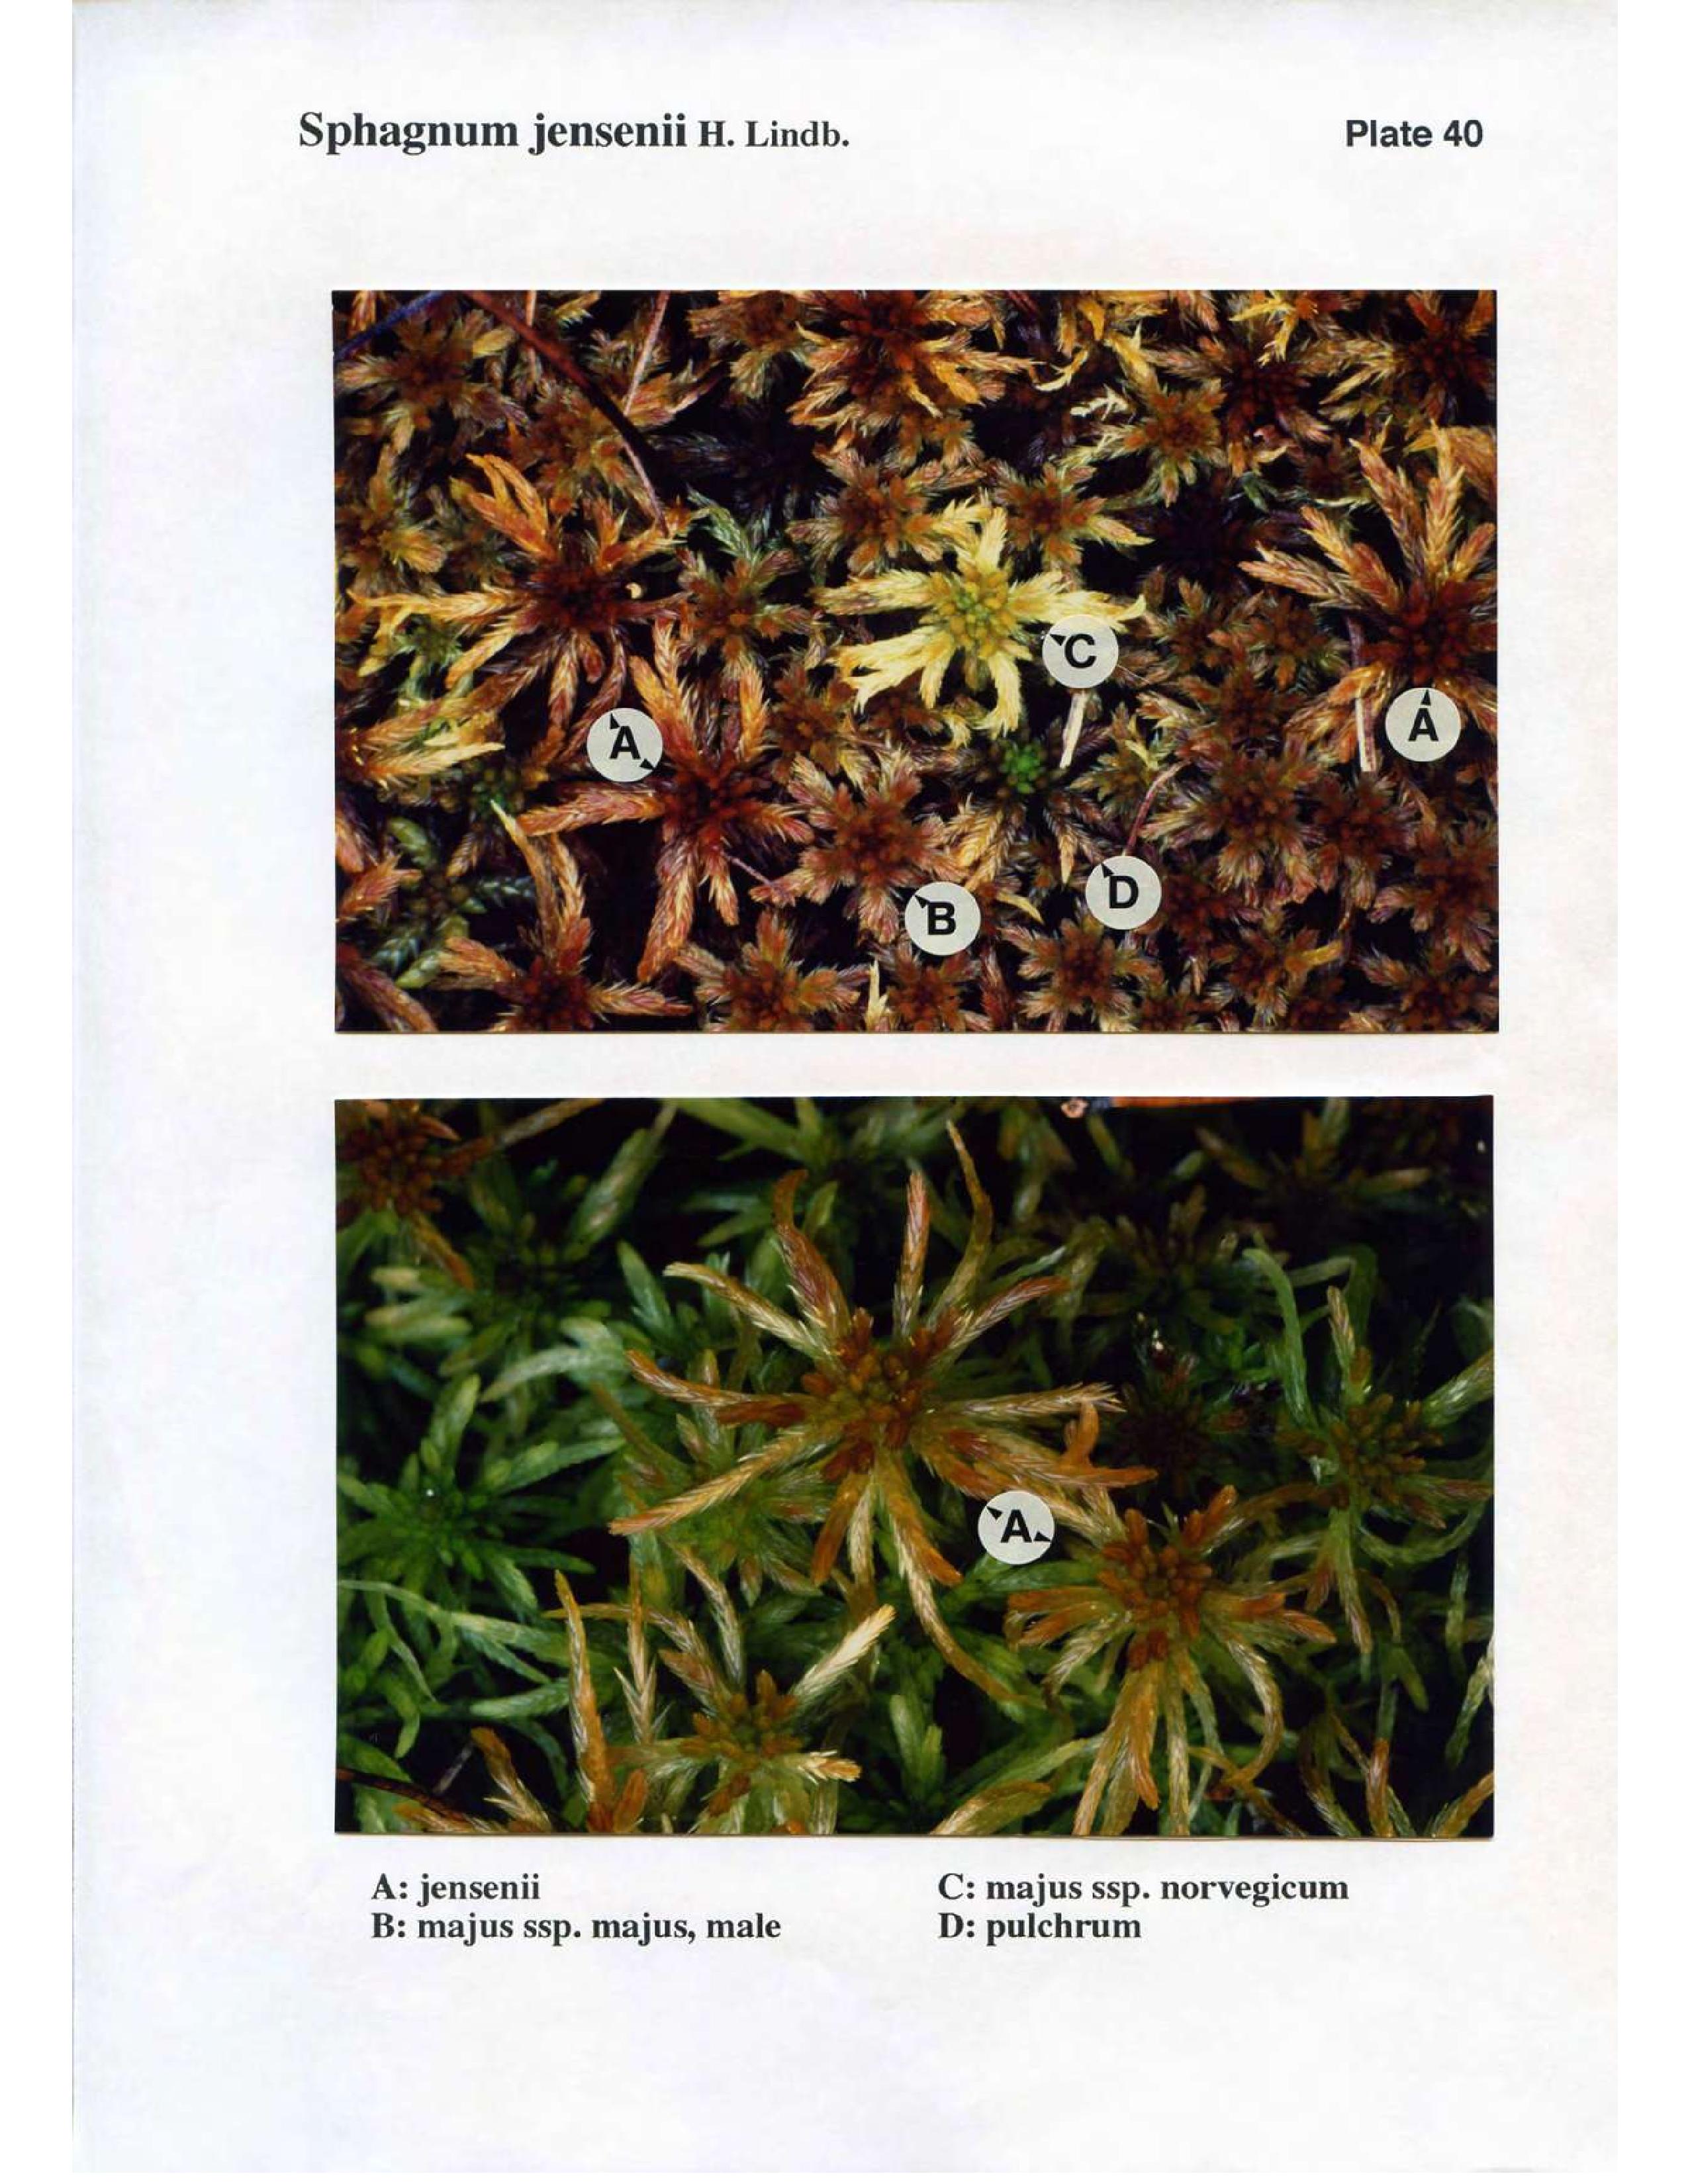 Sphagnum jensenii H. Lindb.
Plate 40
C
A
A
D
B
A
A: jensenii
B: majus ssp. majus, male
C: majus ssp. norvegicum
D: pulchrum